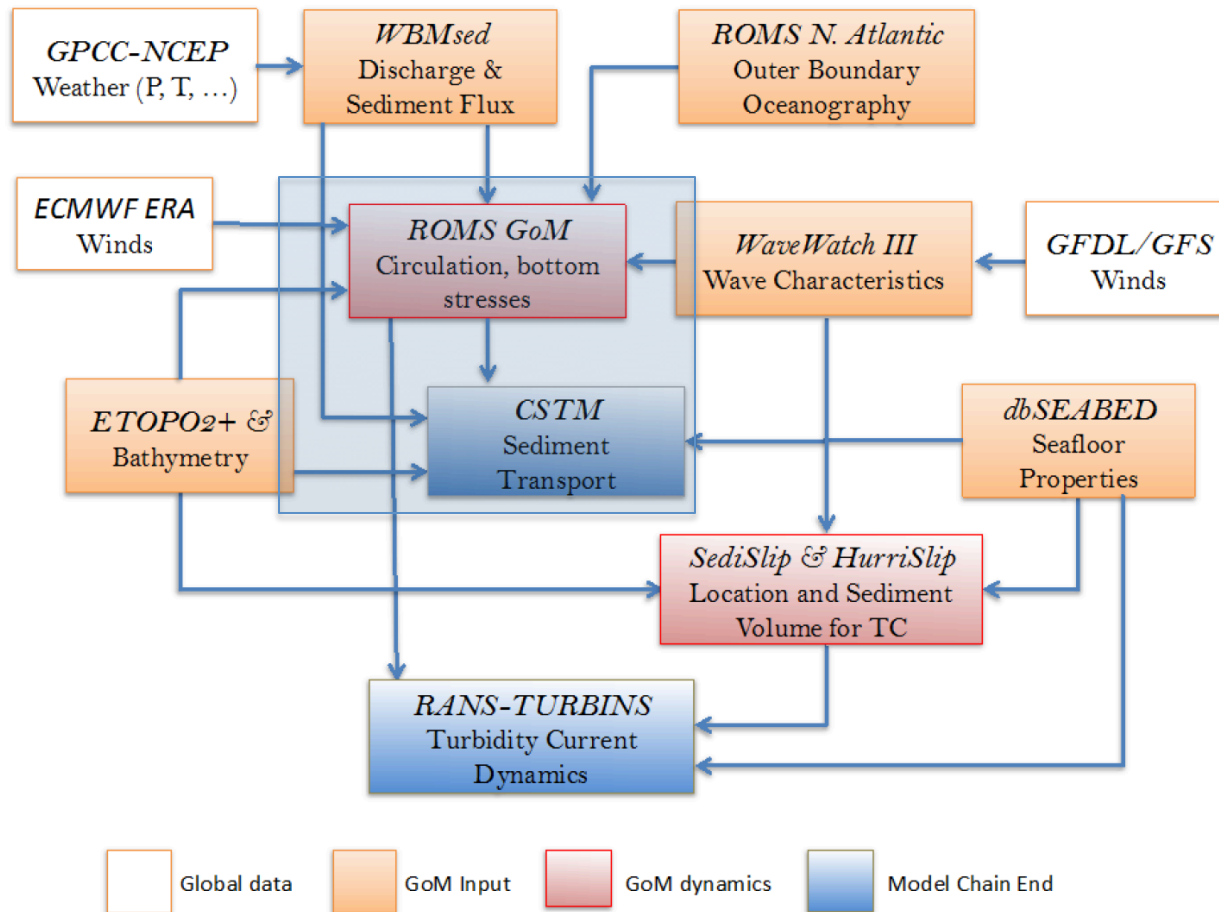 GPCC-NCEP
Weather (P, T, …)
WBMsed
Discharge &
Sediment Flux
ROMS N. Atlantic
Outer Boundary
Oceanography
ECMWF ERA
Winds
ROMS GoM
Circulation, bottom
stresses
WaveWatch III
Wave Characteristics
GFDL/GFS
Winds
ETOPO2+ &
Bathymetry
CSTM
Sediment
Transport
dbSEABED
Seafloor
Properties
SediSlip & HurriSlip
Location and Sediment
Volume for TC
RANS-TURBINS
Turbidity Current
Dynamics
Global data
GoM Input
GoM dynamics
Model Chain End